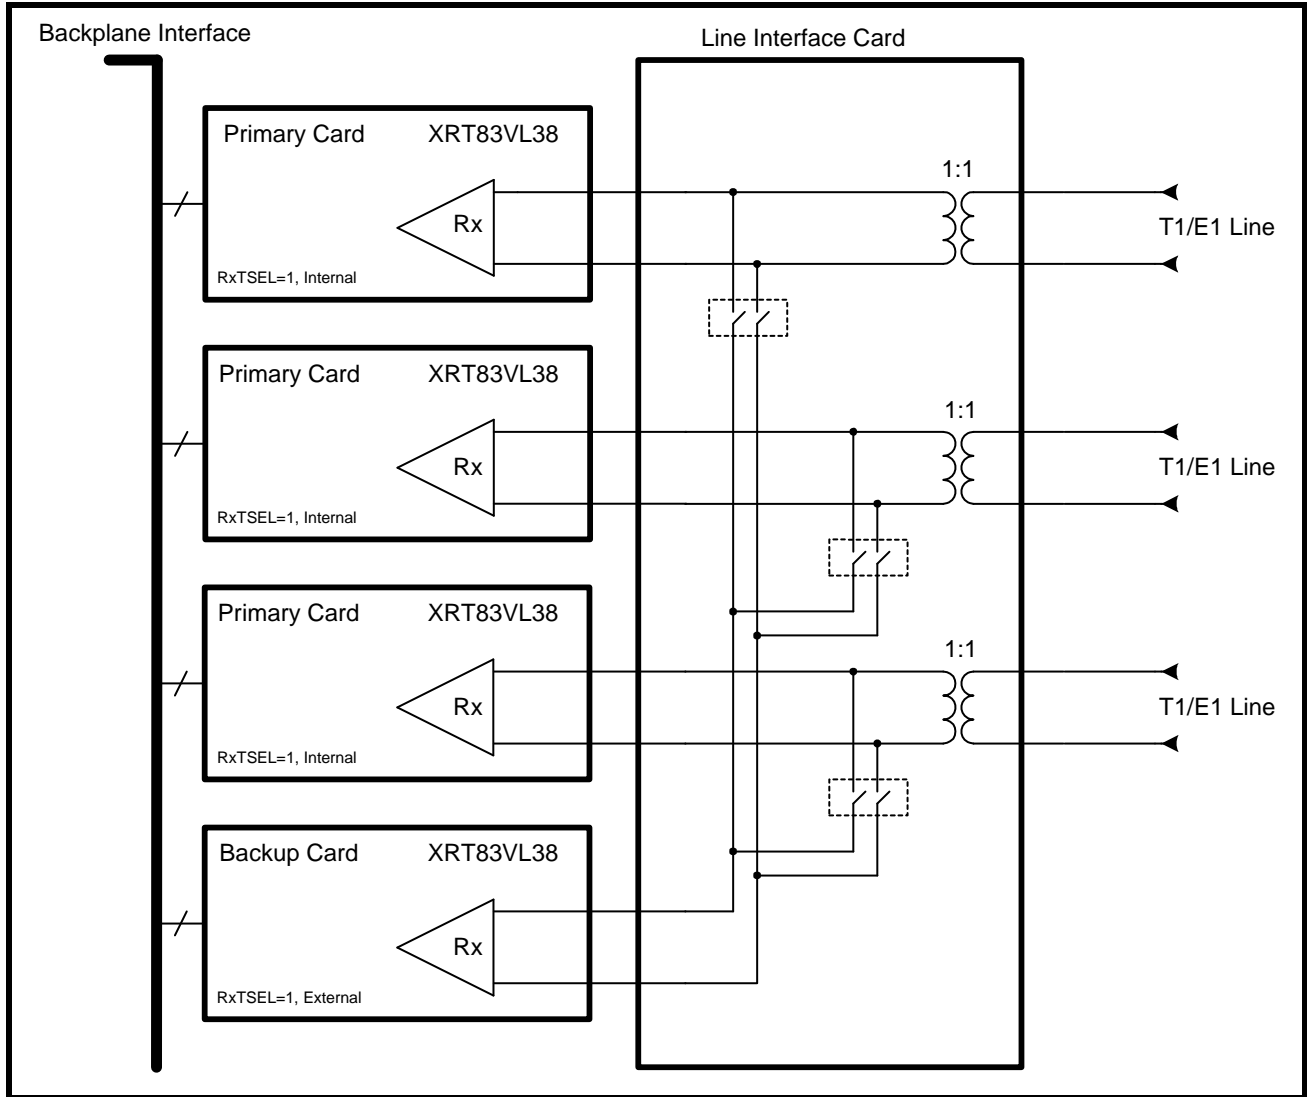 Backplane Interface
Line Interface Card
Primary Card XRT83VL38
1:1
Rx
T1/E1 Line
RxTSEL=1, Internal
Primary Card XRT83VL38
1:1
Rx
T1/E1 Line
RxTSEL=1, Internal
Primary Card XRT83VL38
1:1
Rx
T1/E1 Line
RxTSEL=1, Internal
Backup Card XRT83VL38
Rx
RxTSEL=1, External